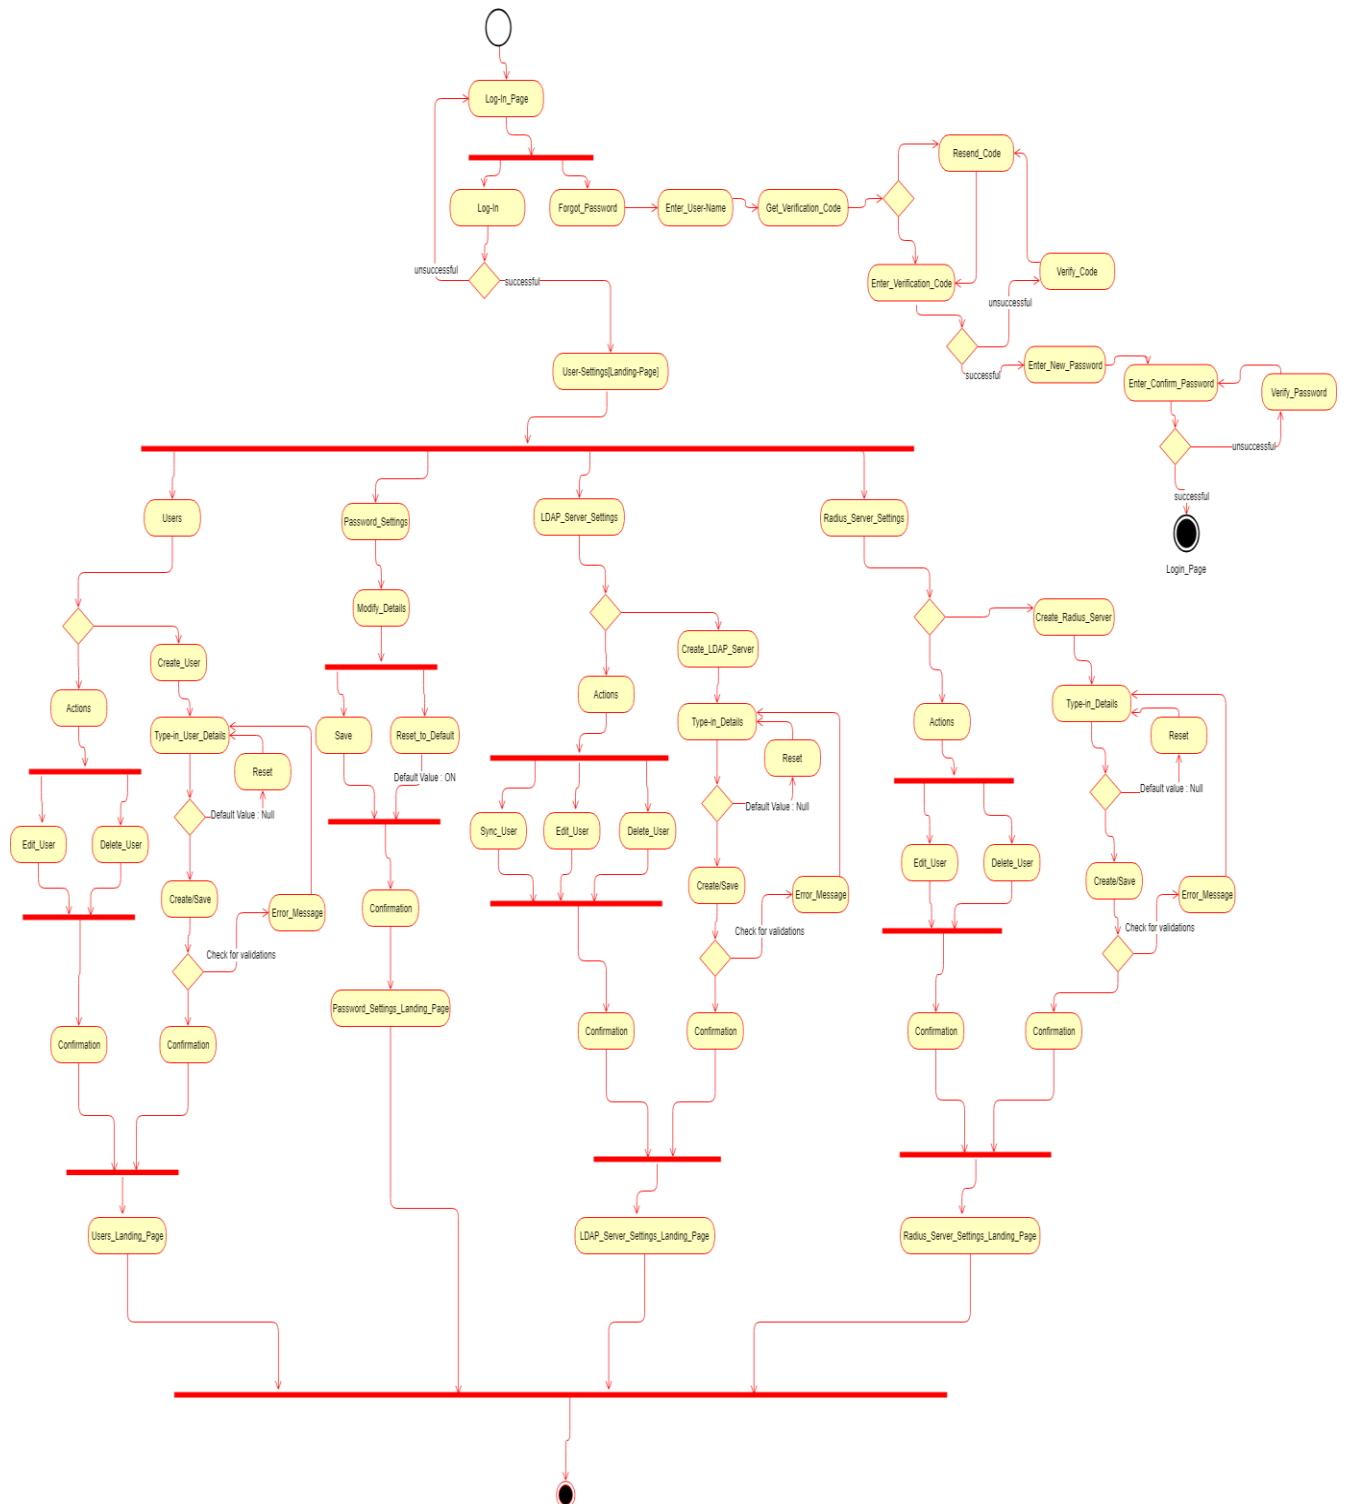 Log-In_Page
Resend_Code
Log-In
Forgot_Password
Enter_User-Name
Get_Verification_Code
unsuccessful
successful
Enter_Verification_Code
Verify_Code
unsuccessful
User-Settings[Landing-Page]
successful
Enter_New_Password
Enter_Confirm_Password
Verify_Password
unsuccessful
successful
Login_Page
Users
Password_Settings
LDAP_Server_Settings
Radius_Server_Settings
Modify_Details
Create_User
Create_LDAP_Server
Create_Radius_Server
Actions
Type-in_User_Details
Reset
Default Value : Null
Save
Reset_to_Default
Default Value : ON
Actions
Type-in_Details
Reset
Default Value : Null
Actions
Type-in_Details
Reset
Default value : Null
Edit_User
Delete_User
Sync_User
Edit_User
Delete_User
Edit_User
Delete_User
Create/Save
Error_Message
Check for validations
Confirmation
Create/Save
Error_Message
Check for validations
Create/Save
Error_Message
Check for validations
Password_Settings_Landing_Page
Confirmation
Confirmation
Confirmation
Confirmation
Confirmation
Confirmation
Users_Landing_Page
LDAP_Server_Settings_Landing_Page
Radius_Server_Settings_Landing_Page